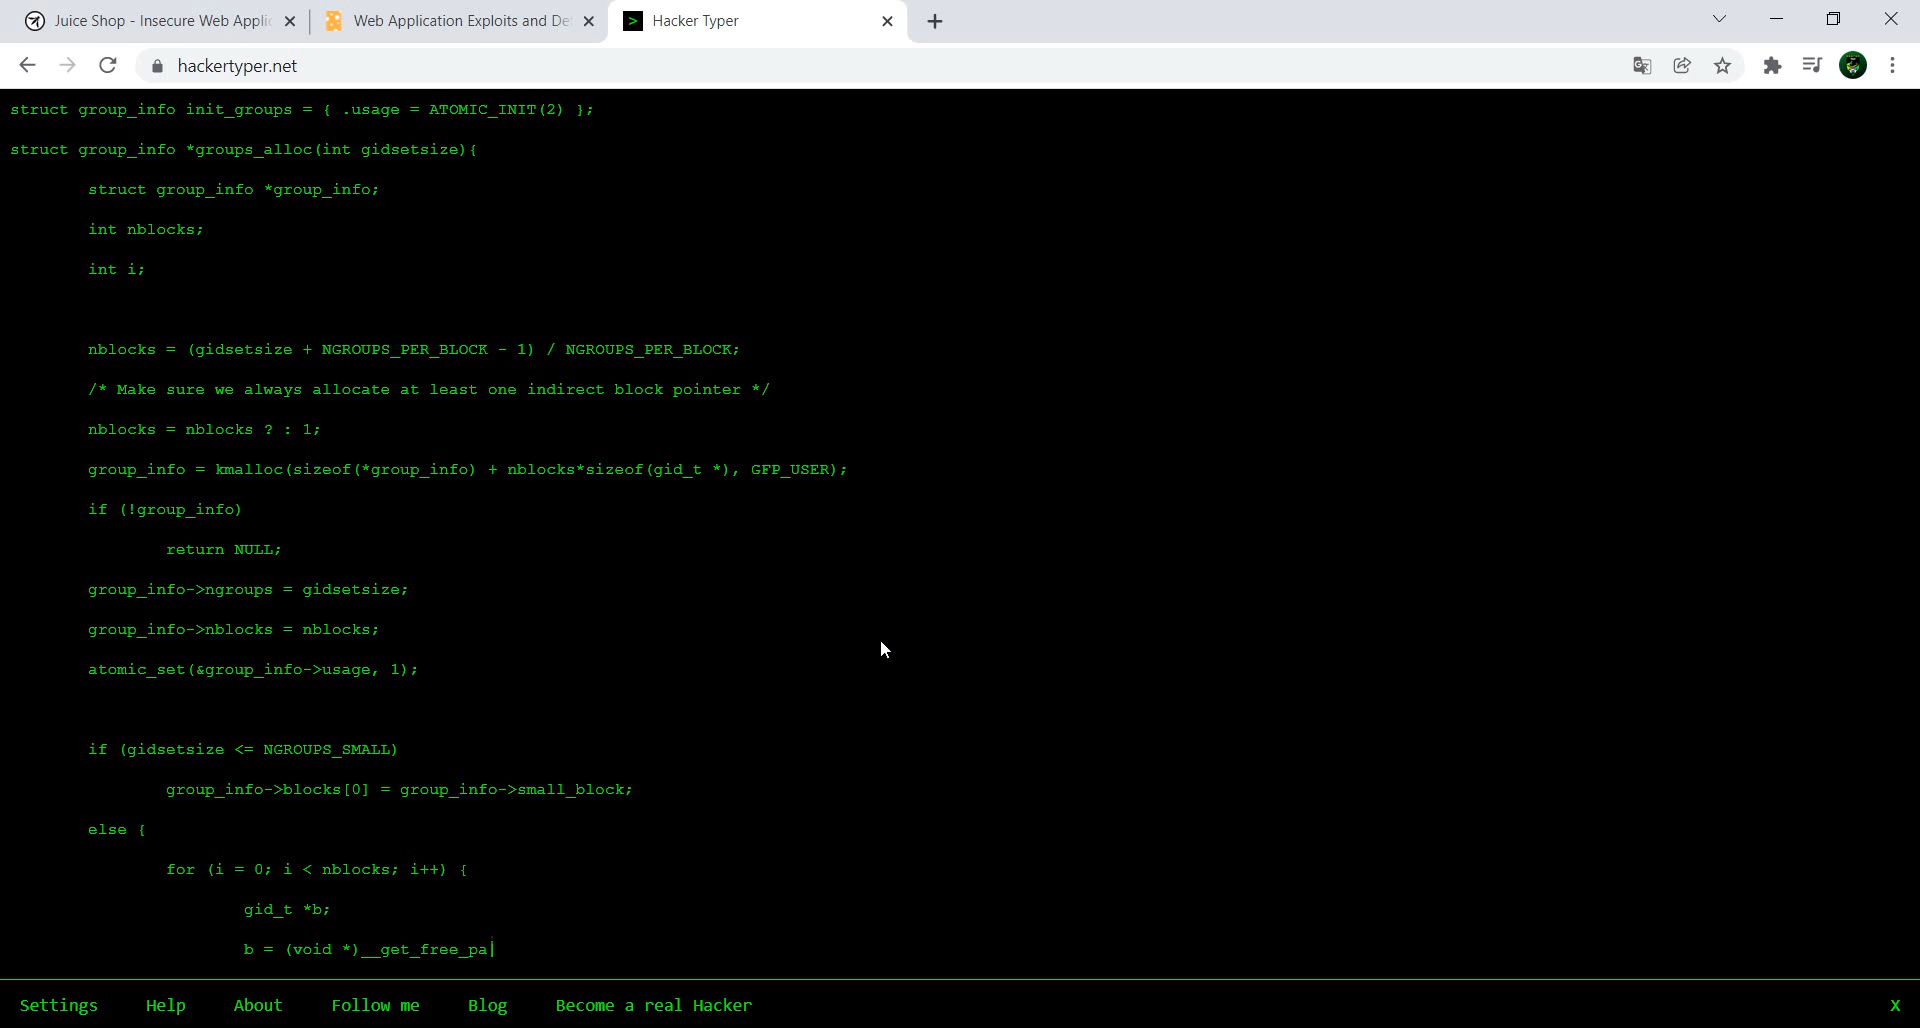 Juice Shop - Insecure Web Applic
Web Application Exploits and De
Hacker Typer
hackertyper.net
struct group_info init_groups = { .usage = ATOMIC_INIT(2) };
struct group_info *groups_alloc(int gidsetsize){
struct group_info *group_info;
int nblocks;
int i;
nblocks = (gidsetsize + NGROUPS_PER_BLOCK - 1) / NGROUPS_PER_BLOCK;
/* Make sure we always allocate at least one indirect block pointer */
nblocks = nblocks ? : 1;
group_info = kmalloc(sizeof(*group_info) + nblocks*sizeof(gid_t *), GFP_USER);
if (!group_info)
return NULL;
group_info->ngroups = gidsetsize;
group_info->nblocks = nblocks;
atomic_set(&group_info->usage, 1);
if (gidsetsize <= NGROUPS_SMALL)
group_info->blocks[0] = group_info->small_block;
else {
for (i = 0; i < nblocks; i++) {
gid_t *b;
b = (void *)__get_free_pa|
Settings Help About Follow me Blog Become a real Hacker X